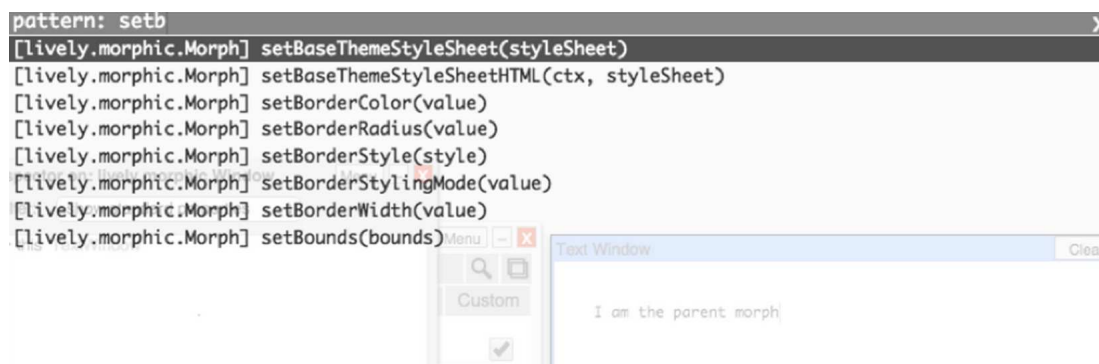 pattern: setb
[lively.morphic.Morph] setBaseThemeStyleSheet(styleSheet)
[lively.morphic.Morph] setBaseThemeStyleSheetHTML(ctx, styleSheet)
[lively.morphic.Morph] setBorderColor(value)
[lively.morphic.Morph] setBorderRadius(value)
[lively.morphic.Morph] setBorderStyle(style)
[lively.morphic.Morph] setBorderStylingMode(value)
[lively.morphic.Morph] setBorderWidth(value)
[lively.morphic.Morph] setBounds(bounds)
Menu
Text Window
Clea
Custom
I am the parent morph